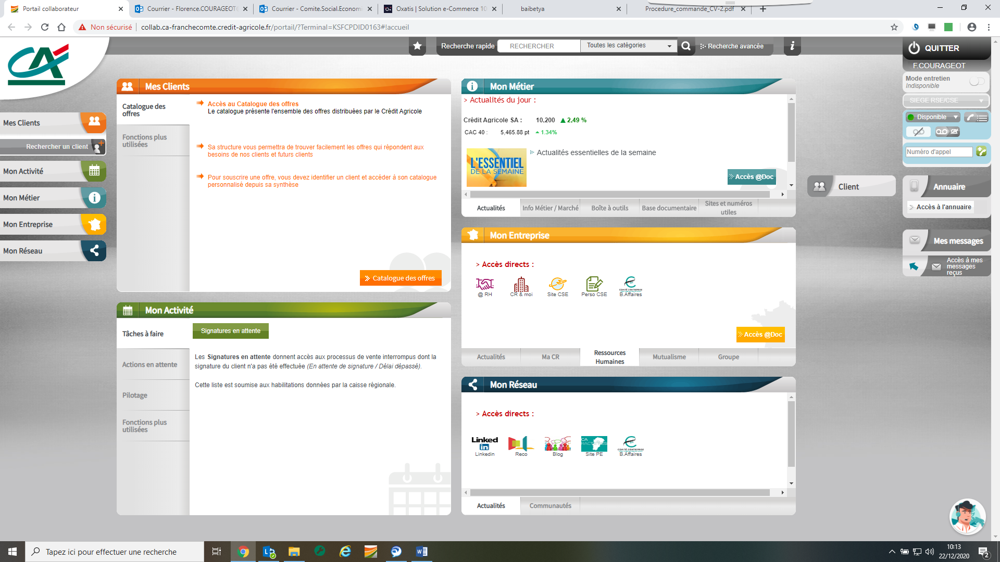 Portail collaborateur
Courrier - Florence.COURAGEOT
Courrier - Comite.Social.Econom
Oxatis | Solution e-Commerce 10
baibetya
Procedure_commande_CV-2.pdf
Non sécurisé
collab.ca-franchecomte.credit-agricole.fr/portail/?Terminal=KSFCPDID0163#!accueil
Recherche rapide
RECHERCHER
Toutes les catégories
Recherche avancée
QUITTER
F.COURAGEOT
Mode entretien
Indisponible
SIEGE RSE/CSE
Disponible
Numéro d'appel
Annuaire
Accès à l'annuaire
Mes messages
Accès à mes
messages
reçus
Client
Mes Clients
Rechercher un client
Mon Activité
Mon Métier
Mon Entreprise
Mon Réseau
Mes Clients
Catalogue des
offres
Fonctions plus
utilisées
Accès au Catalogue des offres
Le catalogue présente l'ensemble des offres distribuées par le Crédit Agricole
Sa structure vous permettra de trouver facilement les offres qui répondent aux
besoins de nos clients et futurs clients
Pour souscrire une offre, vous devez identifier un client et accéder à son catalogue
personnalisé depuis sa synthèse
Catalogue des offres
Mon Activité
Tâches à faire
Actions en attente
Pilotage
Fonctions plus
utilisées
Signatures en attente
Les Signatures en attente donnent accès aux processus de vente interrompus dont la
signature du client n'a pas été effectuée (En attente de signature / Délai dépassé).
Cette liste est soumise aux habilitations données par la caisse régionale.
Mon Métier
> Actualités du jour :
Crédit Agricole SA : 10,200 2,49 %
CAC 40 : 5,465.88 pt 1.34%
L'ESSENTIEL
DE LA SEMAINE
Actualités essentielles de la semaine
Accès @Doc
Actualités
Info Métier / Marché
Boîte à outils
Base documentaire
Sites et numéros
utiles
Mon Entreprise
> Accès directs :
@ RH
CR & moi
Site CSE
Perso CSE
COMITÉ D'ENTREPRISE
B.Affaires
Accès @Doc
Actualités
Ma CR
Ressources
Humaines
Mutualisme
Groupe
Mon Réseau
> Accès directs :
Linked
in
Linkedin
Reco
Blog
Site PE
COMITÉ D'ENTREPRISE
B.Affaires
Actualités
Communautés
Tapez ici pour effectuer une recherche
10:13
22/12/2020
2